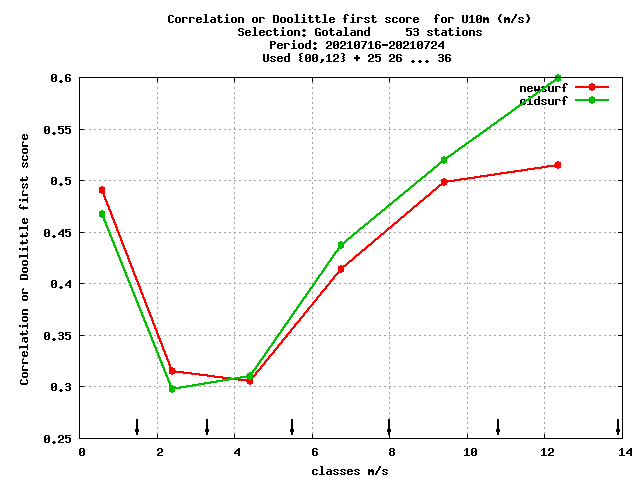 Correlation or Doolittle first score  for U10m (m/s)
Selection: Gotaland     53 stations
Period: 20210716-20210724
Used {00,12} + 25 26 ... 36
newsurf
oldsurf
Correlation or Doolittle first score
0.6
0.55
0.5
0.45
0.4
0.35
0.3
0.25
0 2 4 6 8 10 12 14
classes m/s